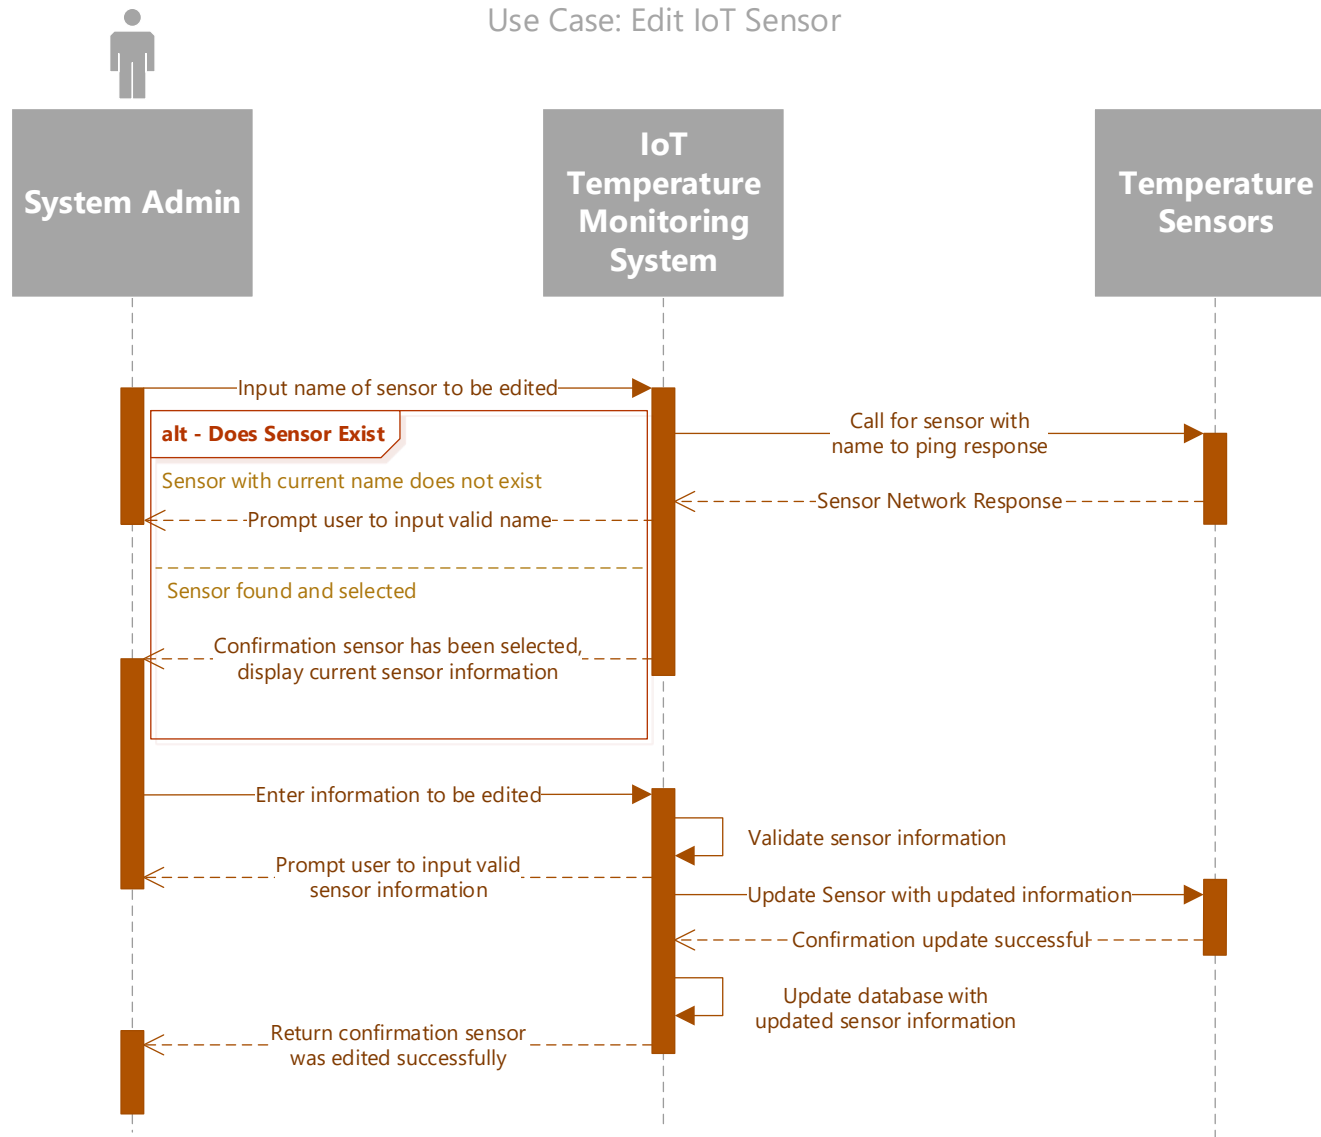 Use Case: Edit IoT Sensor
System Admin
IoT
Temperature
Monitoring
System
Temperature
Sensors
Input name of sensor to be edited
alt - Does Sensor Exist
Call for sensor with
name to ping response
Sensor with current name does not exist
Sensor Network Response
Prompt user to input valid name
Sensor found and selected
Confirmation sensor has been selected,
display current sensor information
Enter information to be edited
Validate sensor information
Prompt user to input valid
sensor information
Update Sensor with updated information
Confirmation update successful
Update database with
updated sensor information
Return confirmation sensor
was edited successfully